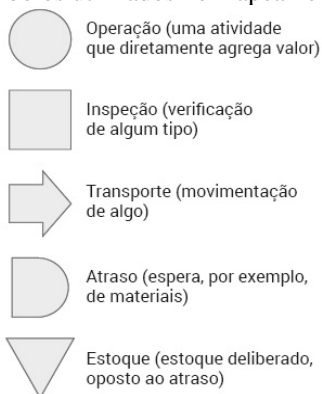 Operação (uma atividade
que diretamente agrega valor)
Inspeção (verificação
de algum tipo)
Transporte (movimentação
de algo)
Atraso (espera, por exemplo,
de materiais)
Estoque (estoque deliberado,
oposto ao atraso)